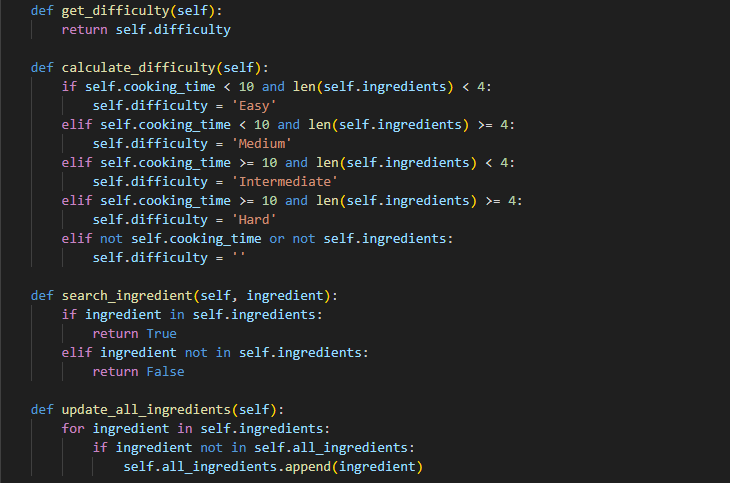 def get_difficulty(self):
    return self.difficulty

def calculate_difficulty(self):
    if self.cooking_time < 10 and len(self.ingredients) < 4:
        self.difficulty = 'Easy'
    elif self.cooking_time < 10 and len(self.ingredients) >= 4:
        self.difficulty = 'Medium'
    elif self.cooking_time >= 10 and len(self.ingredients) < 4:
        self.difficulty = 'Intermediate'
    elif self.cooking_time >= 10 and len(self.ingredients) >= 4:
        self.difficulty = 'Hard'
    elif not self.cooking_time or not self.ingredients:
        self.difficulty = ''

def search_ingredient(self, ingredient):
    if ingredient in self.ingredients:
        return True
    elif ingredient not in self.ingredients:
        return False

def update_all_ingredients(self):
    for ingredient in self.ingredients:
        if ingredient not in self.all_ingredients:
            self.all_ingredients.append(ingredient)